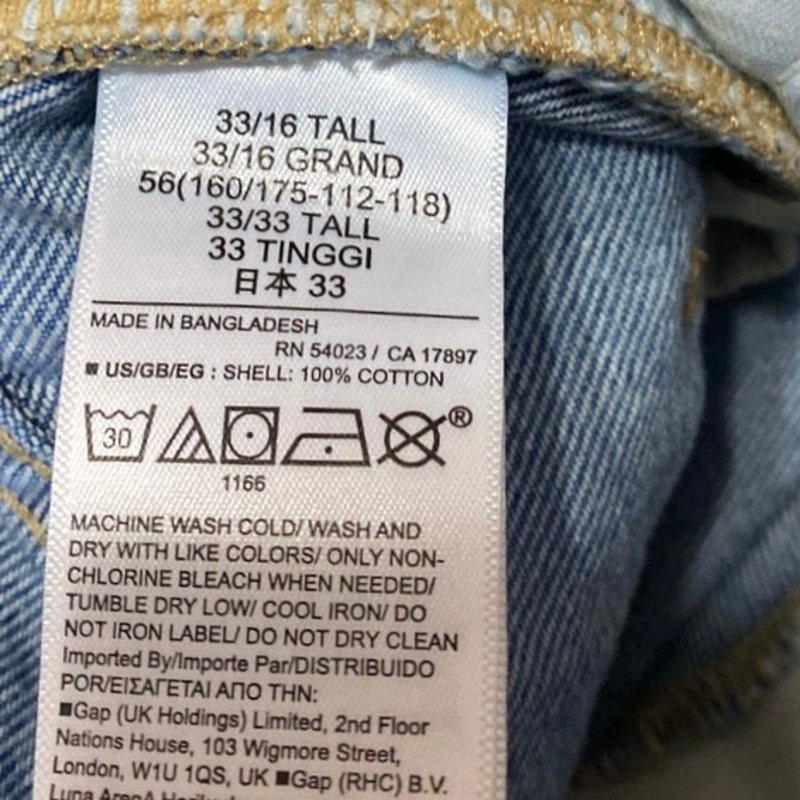 33/16 TALL
33/16 GRAND
56(160/175-112-118)
33/33 TALL
33 TINGGI
日本 33
MADE IN BANGLADESH
RN 54023 / CA 17897
■ US/GB/EG : SHELL: 100% COTTON
30
®
1166
MACHINE WASH COLD/ WASH AND
DRY WITH LIKE COLORS/ ONLY NON-
CHLORINE BLEACH WHEN NEEDED/
TUMBLE DRY LOW/ COOL IRON/ DO
NOT IRON LABEL/ DO NOT DRY CLEAN
Imported By/Importe Par/DISTRIBUIDO
POR/ΕΙΣΑΓΕΤΑΙ ΑΠΟ ΤΗΝ:
■Gap (UK Holdings) Limited, 2nd Floor
Nations House, 103 Wigmore Street,
London, W1U 1QS, UK ■Gap (RHC) B.V.
Luna ArenA